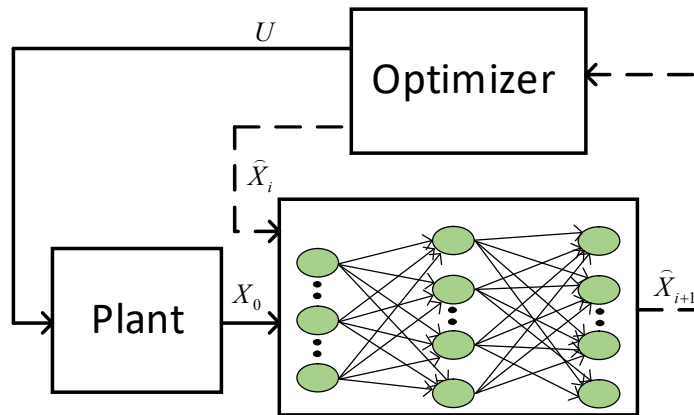 U
Optimizer
X̂ᵢ
X₀
X̂ᵢ₊₁
Plant